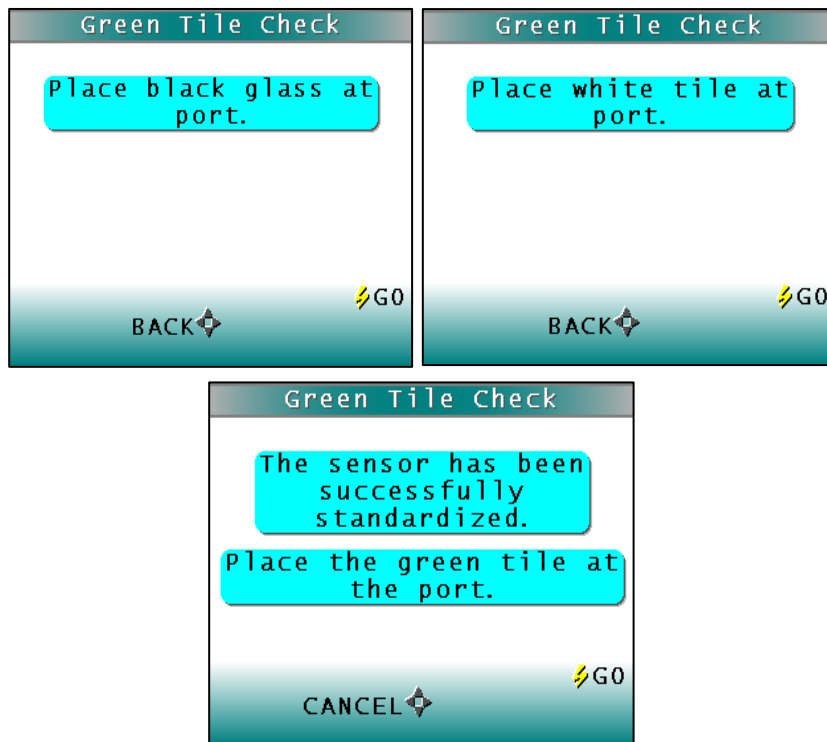 Green Tile Check
Place black glass at
port.
GO
BACK
Green Tile Check
Place white tile at
port.
GO
BACK
Green Tile Check
The sensor has been
successfully
standardized.
Place the green tile at
the port.
GO
CANCEL